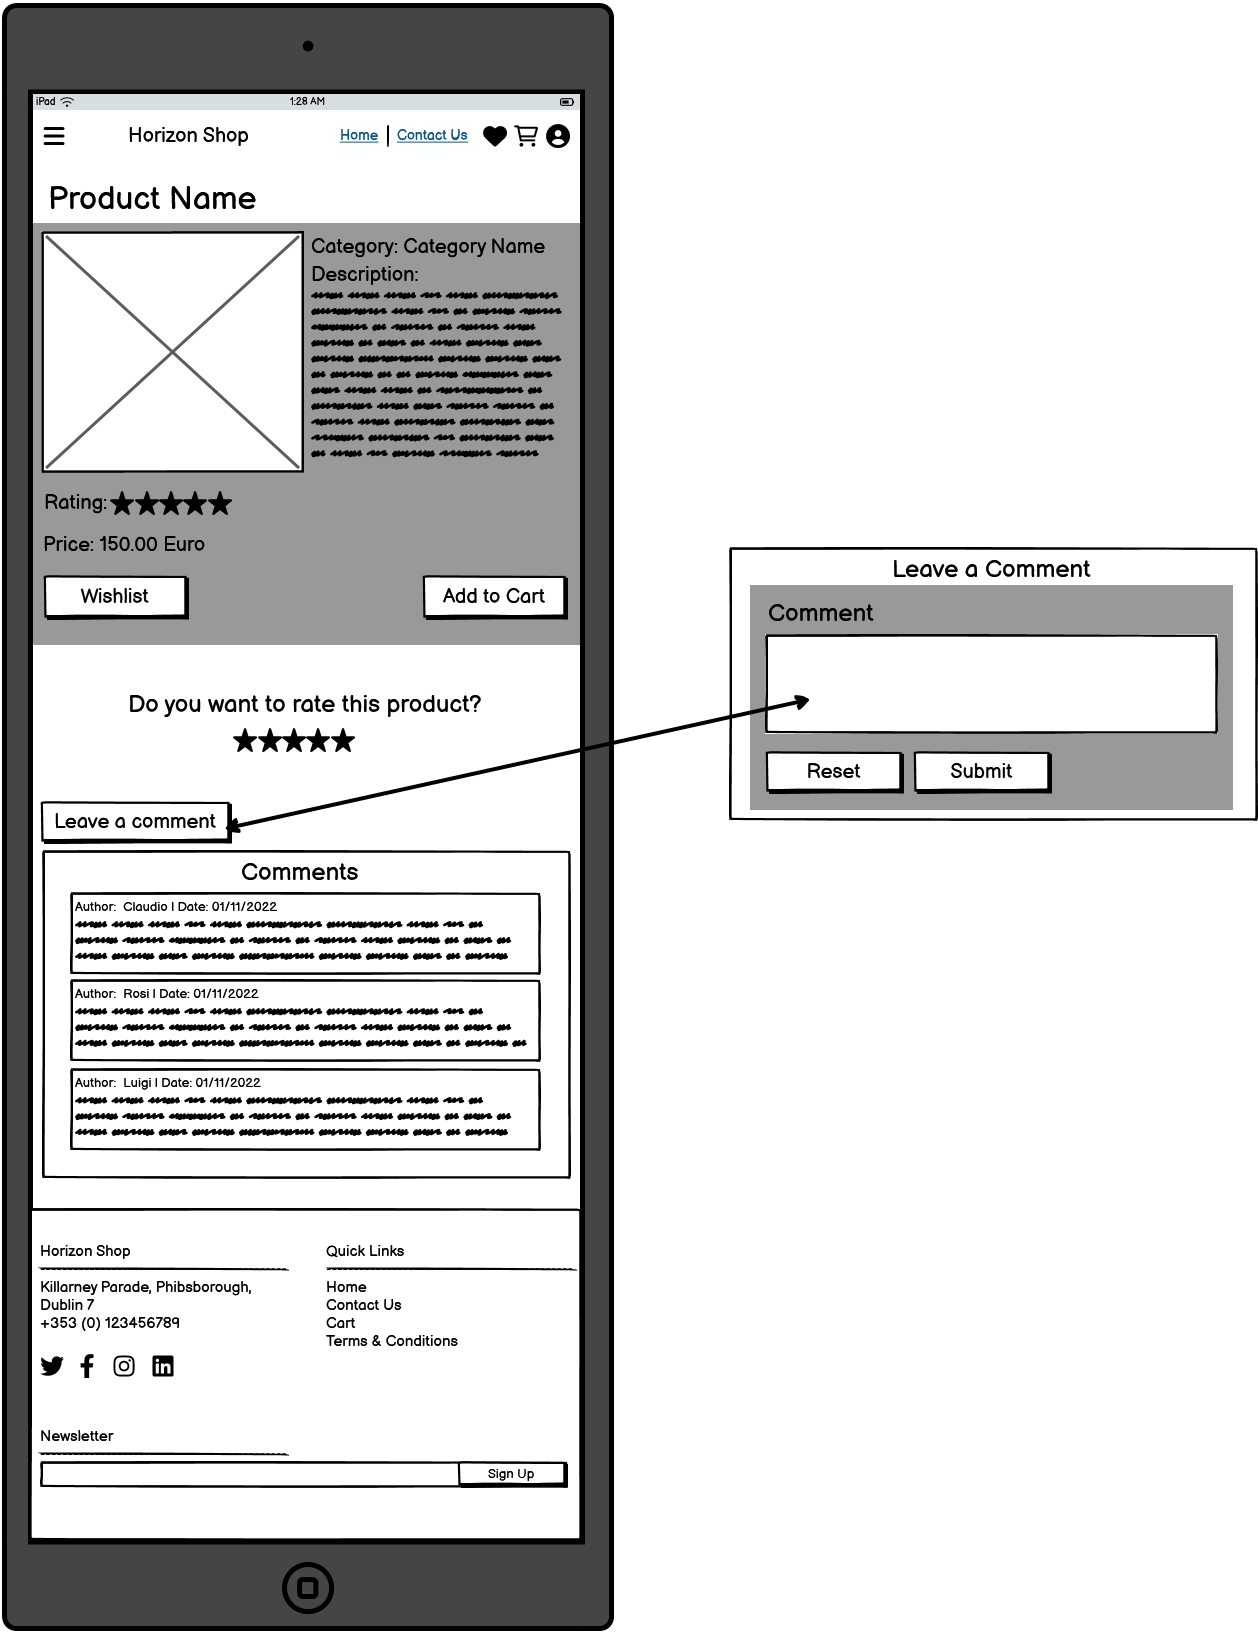 iPad
1:28 AM
Horizon Shop
Home | Contact Us
Product Name
Category: Category Name
Description:
Rating:
Price: 150.00 Euro
Wishlist
Add to Cart
Do you want to rate this product?
Leave a comment
Comments
Author: Claudio | Date: 01/11/2022
Author: Rosi | Date: 01/11/2022
Author: Luigi | Date: 01/11/2022
Horizon Shop
Killarney Parade, Phibsborough,
Dublin 7
+353 (0) 123456789
Quick Links
Home
Contact Us
Cart
Terms & Conditions
Newsletter
Sign Up
Leave a Comment
Comment
Reset
Submit